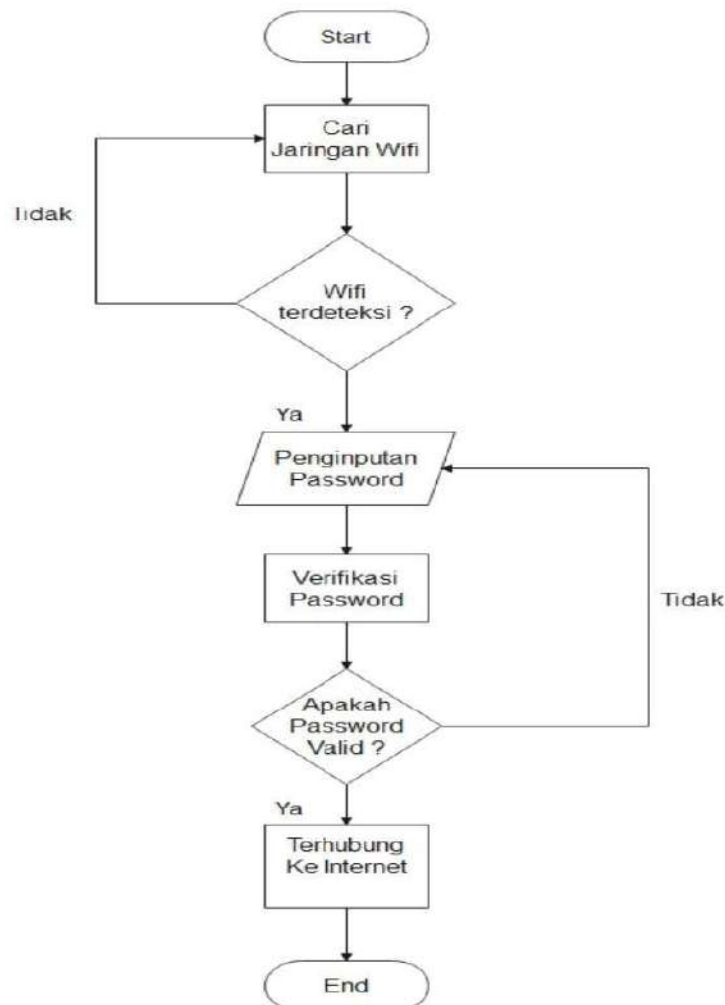 Start
Cari
Jaringan Wifi
Tidak
Wifi
terdeteksi ?
Ya
Penginputan
Password
Verifikasi
Password
Tidak
Apakah
Password
Valid ?
Ya
Terhubung
Ke Internet
End